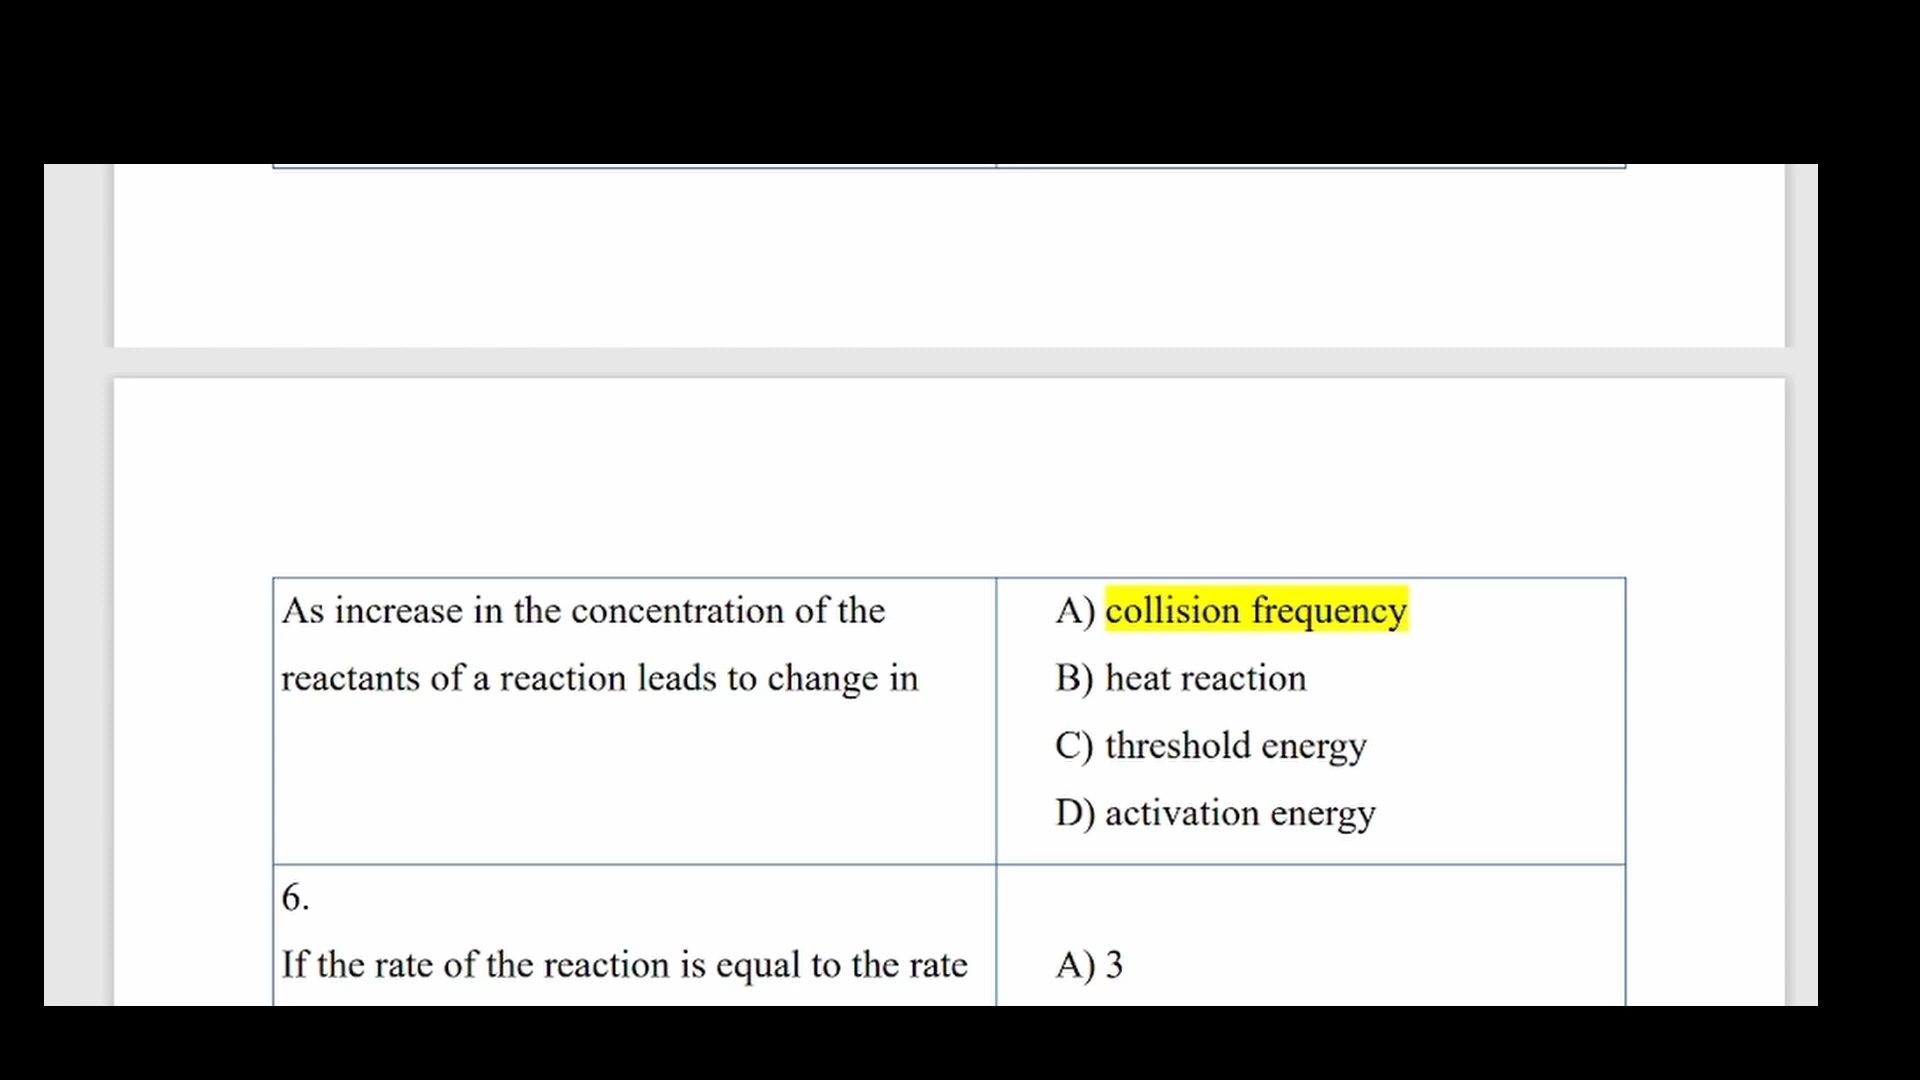 As increase in the concentration of the
reactants of a reaction leads to change in
A) collision frequency
B) heat reaction
C) threshold energy
D) activation energy
6.
If the rate of the reaction is equal to the rate
A) 3